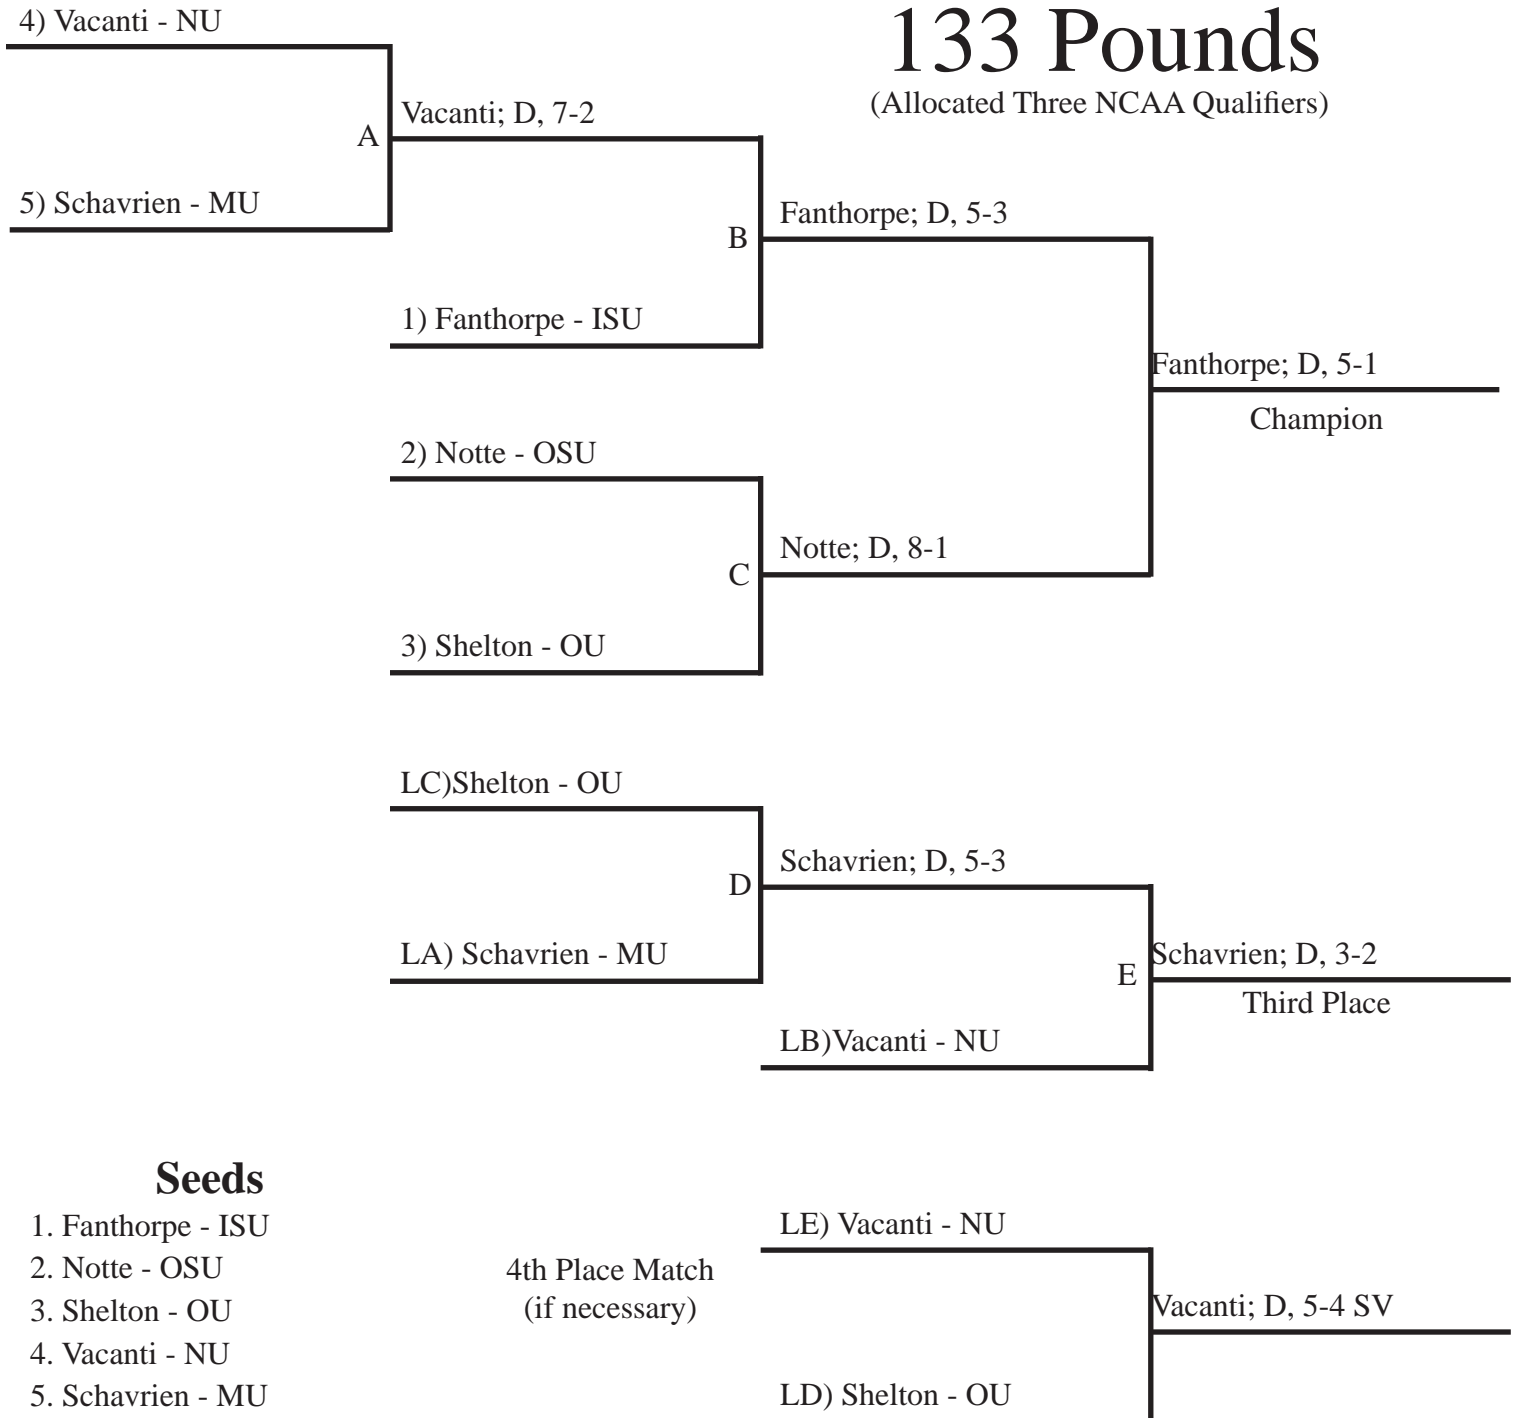 4) Vacanti - NU
133 Pounds
(Allocated Three NCAA Qualifiers)
A
Vacanti; D, 7-2
5) Schavrien - MU
B
Fanthorpe; D, 5-3
1) Fanthorpe - ISU
Fanthorpe; D, 5-1
Champion
2) Notte - OSU
C
Notte; D, 8-1
3) Shelton - OU
LC)Shelton - OU
D
Schavrien; D, 5-3
LA) Schavrien - MU
E
Schavrien; D, 3-2
Third Place
LB)Vacanti - NU
Seeds
1. Fanthorpe - ISU
2. Notte - OSU
3. Shelton - OU
4. Vacanti - NU
5. Schavrien - MU
4th Place Match
(if necessary)
LE) Vacanti - NU
Vacanti; D, 5-4 SV
LD) Shelton - OU